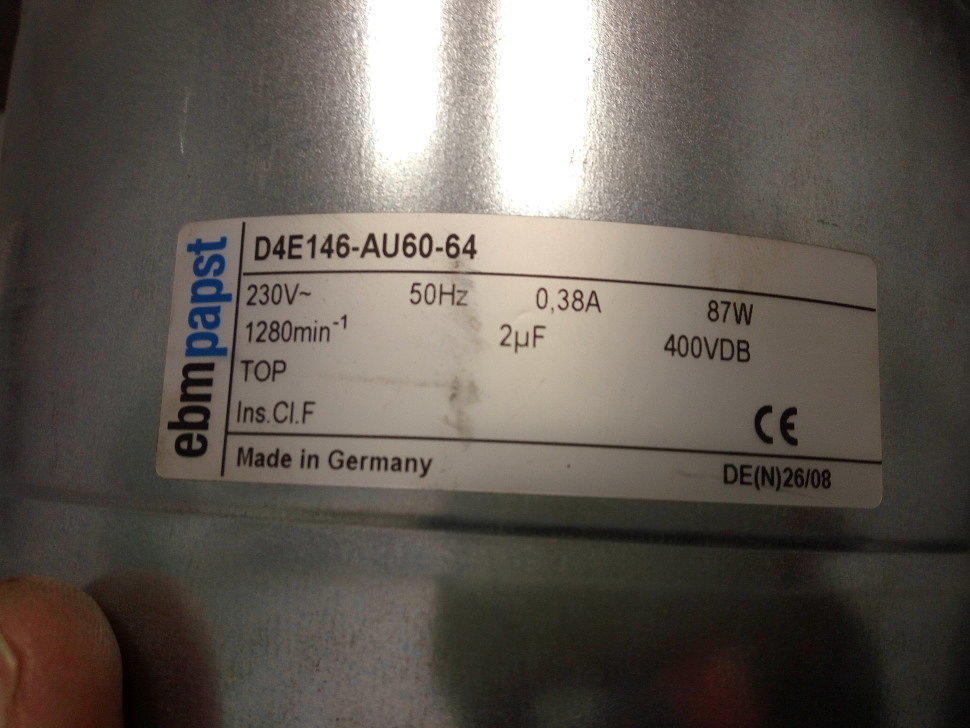 ebmpapst
D4E146-AU60-64
230V~ 50Hz 0,38A 87W
1280min⁻¹ 2µF 400VDB
TOP
Ins.Cl.F
CE
Made in Germany DE(N)26/08